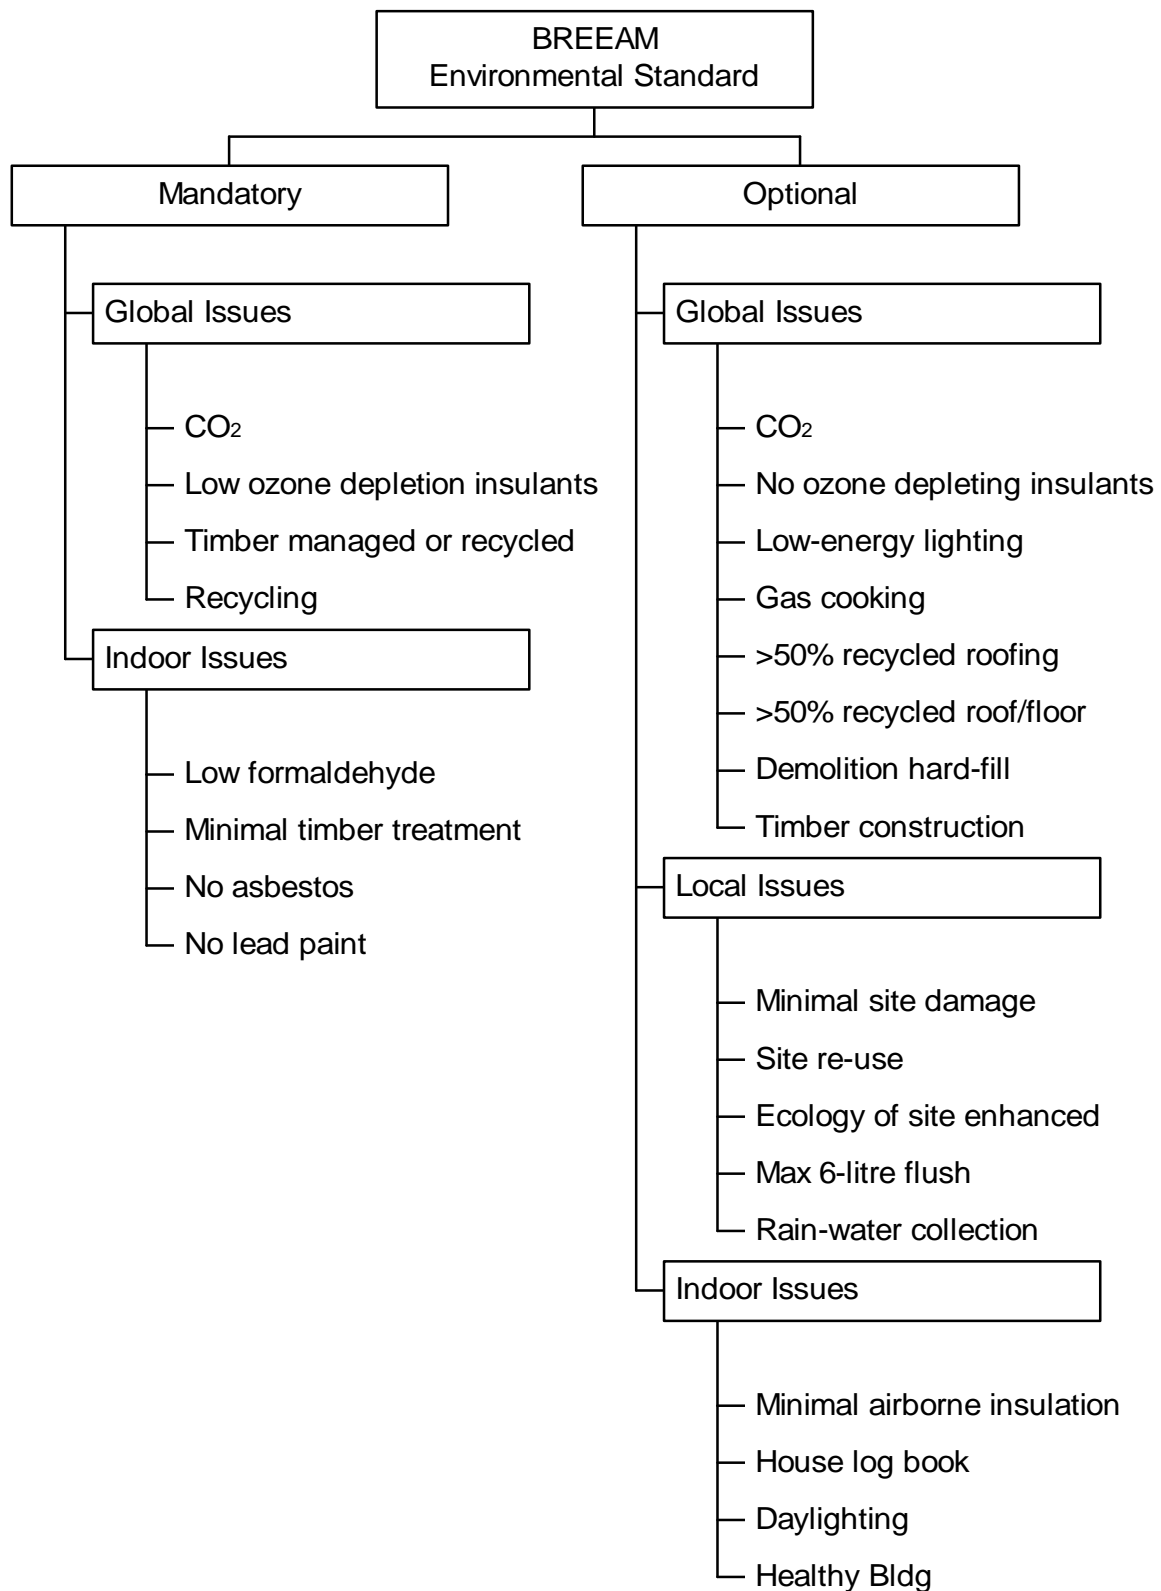 BREEAM
Environmental Standard
Mandatory
Global Issues
CO₂
Low ozone depletion insulants
Timber managed or recycled
Recycling
Indoor Issues
Low formaldehyde
Minimal timber treatment
No asbestos
No lead paint
Optional
Global Issues
CO₂
No ozone depleting insulants
Low-energy lighting
Gas cooking
>50% recycled roofing
>50% recycled roof/floor
Demolition hard-fill
Timber construction
Local Issues
Minimal site damage
Site re-use
Ecology of site enhanced
Max 6-litre flush
Rain-water collection
Indoor Issues
Minimal airborne insulation
House log book
Daylighting
Healthy Bldg